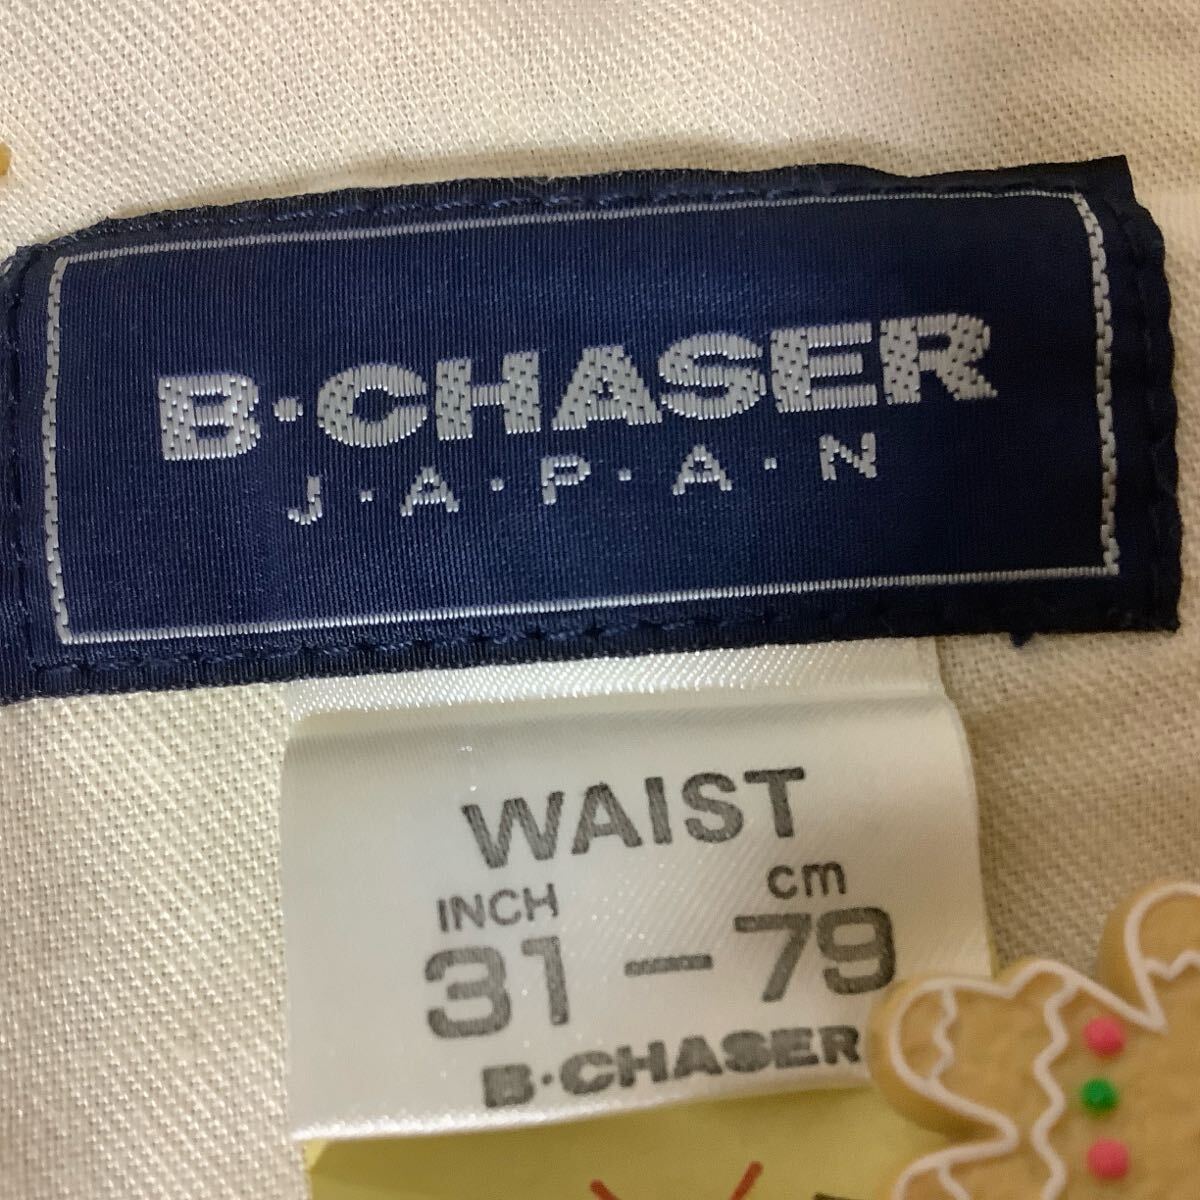 B·CHASER
J·A·P·A·N
WAIST
INCH cm
31-79
B·CHASER